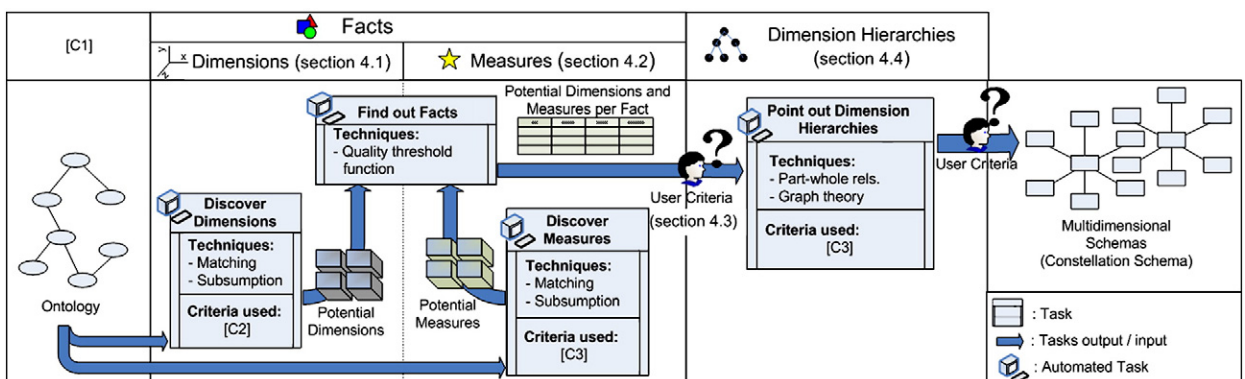 [C1]
Facts
Dimensions (section 4.1)
Measures (section 4.2)
Dimension Hierarchies
(section 4.4)
Find out Facts
Techniques:
- Quality threshold
function
Potential Dimensions and
Measures per Fact
Point out Dimension
Hierarchies
Techniques:
- Part-whole rels.
- Graph theory
Criteria used:
[C3]
User Criteria
(section 4.3)
User Criteria
Multidimensional
Schemas
(Constellation Schema)
Discover
Dimensions
Techniques:
- Matching
- Subsumption
Criteria used:
[C2]
Potential
Dimensions
Potential
Measures
Discover
Measures
Techniques:
- Matching
- Subsumption
Criteria used:
[C3]
Ontology
: Task
: Tasks output / input
: Automated Task